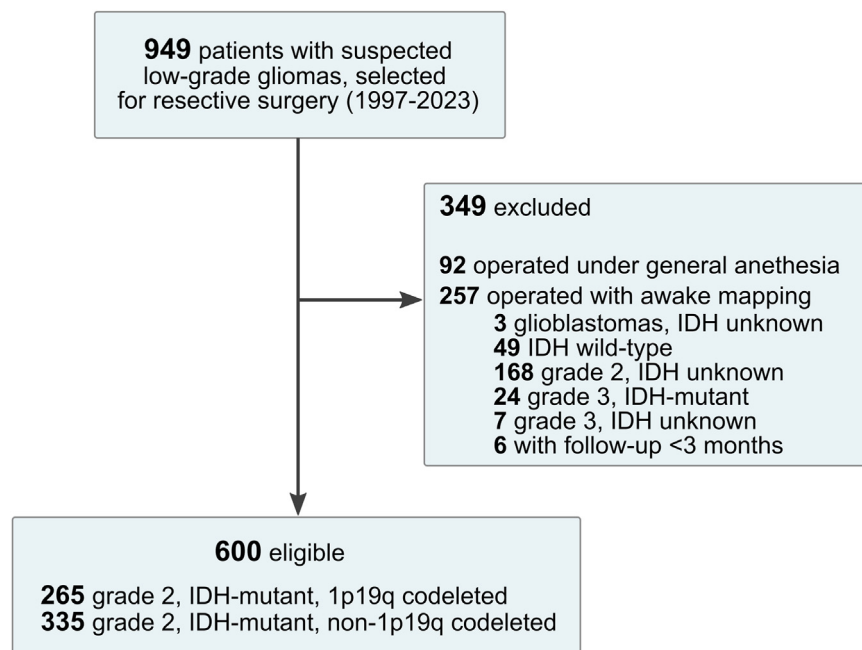 949 patients with suspected
low-grade gliomas, selected
for resective surgery (1997-2023)
349 excluded
92 operated under general anethesia
257 operated with awake mapping
3 glioblastomas, IDH unknown
49 IDH wild-type
168 grade 2, IDH unknown
24 grade 3, IDH-mutant
7 grade 3, IDH unknown
6 with follow-up <3 months
600 eligible
265 grade 2, IDH-mutant, 1p19q codeleted
335 grade 2, IDH-mutant, non-1p19q codeleted